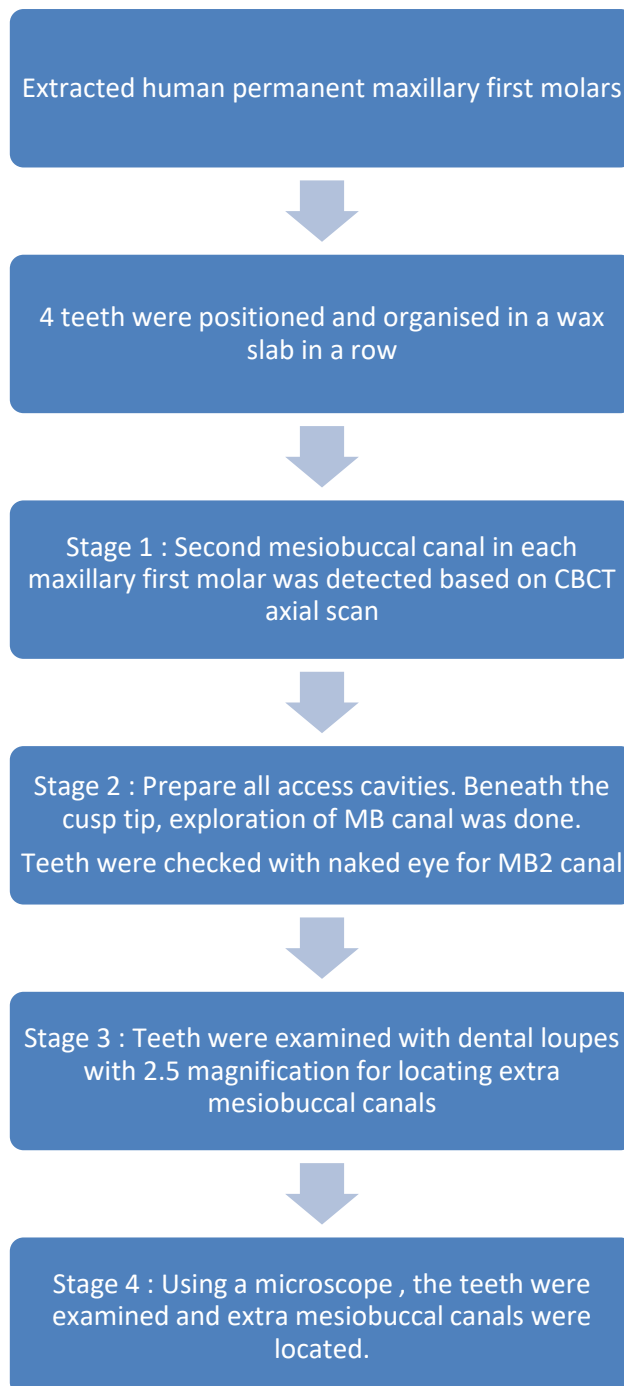 Extracted human permanent maxillary first molars
4 teeth were positioned and organised in a wax
slab in a row
Stage 1 : Second mesiobuccal canal in each
maxillary first molar was detected based on CBCT
axial scan
Stage 2 : Prepare all access cavities. Beneath the
cusp tip, exploration of MB canal was done.
Teeth were checked with naked eye for MB2 canal
Stage 3 : Teeth were examined with dental loupes
with 2.5 magnification for locating extra
mesiobuccal canals
Stage 4 : Using a microscope , the teeth were
examined and extra mesiobuccal canals were
located.